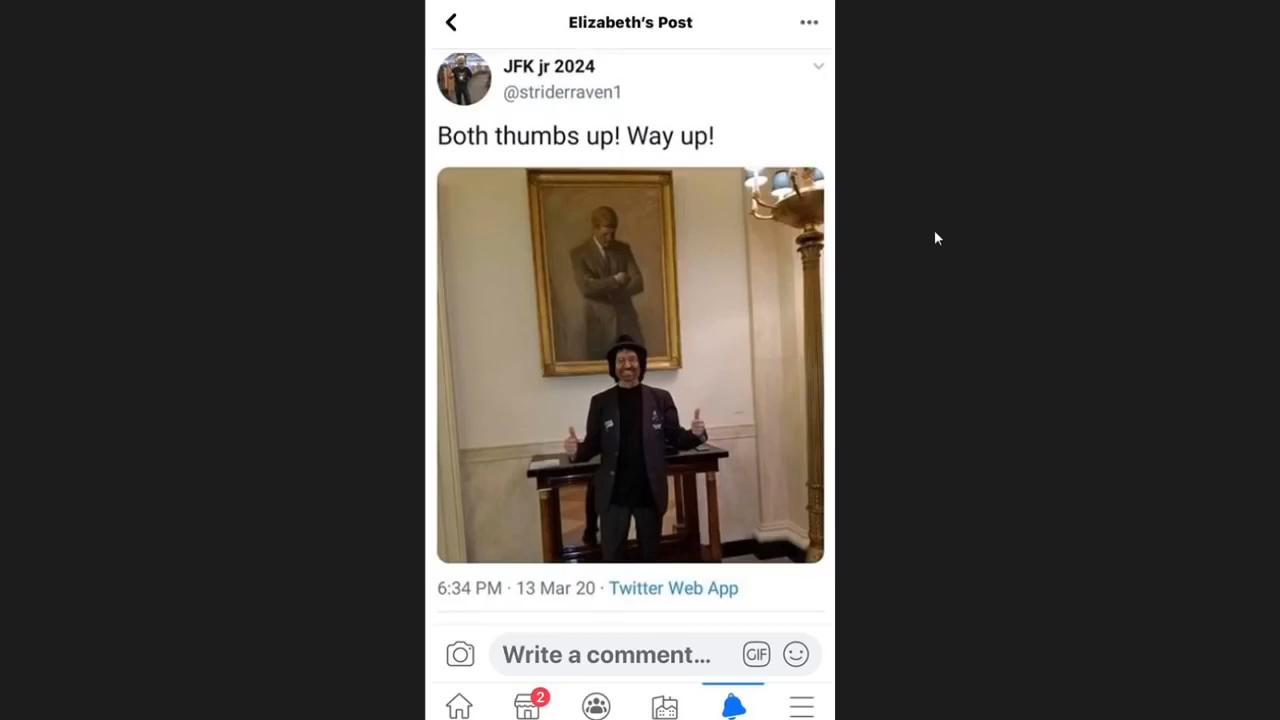 Elizabeth's Post
JFK jr 2024
@striderraven1
Both thumbs up! Way up!
6:34 PM · 13 Mar 20 · Twitter Web App
Write a comment...
GIF
2